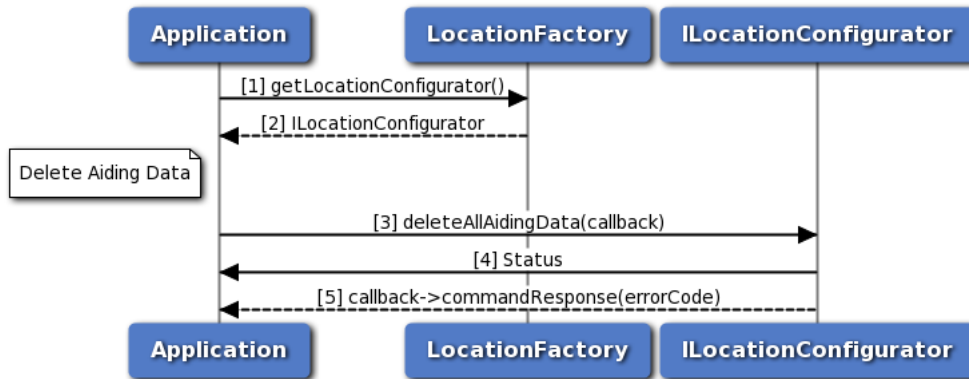 Application
LocationFactory
ILocationConfigurator
[1] getLocationConfigurator()
[2] ILocationConfigurator
Delete Aiding Data
[3] deleteAllAidingData(callback)
[4] Status
[5] callback->commandResponse(errorCode)
Application
LocationFactory
ILocationConfigurator